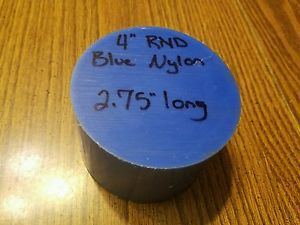 4" RND
Blue Nylon
2.75" long